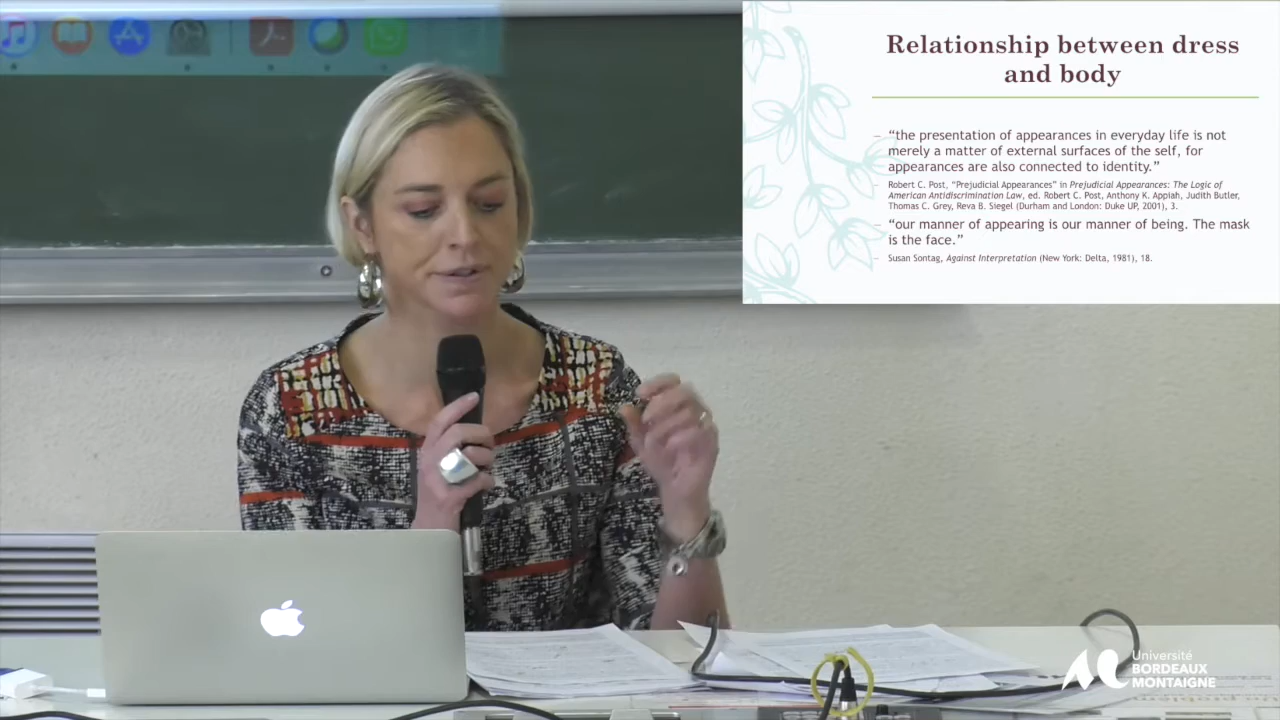 Relationship between dress
and body
– “the presentation of appearances in everyday life is not
merely a matter of external surfaces of the self, for
appearances are also connected to identity.”
– Robert C. Post, “Prejudicial Appearances” in Prejudicial Appearances: The Logic of
American Antidiscrimination Law, ed. Robert C. Post, Anthony K. Appiah, Judith Butler,
Thomas C. Grey, Reva B. Siegel (Durham and London: Duke UP, 2001), 3.
– “our manner of appearing is our manner of being. The mask
is the face.”
– Susan Sontag, Against Interpretation (New York: Delta, 1981), 18.
Université
BORDEAUX
MONTAIGNE